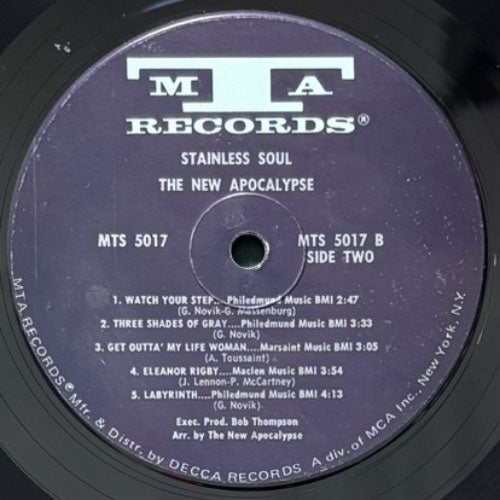 MTA
RECORDS®
STAINLESS SOUL
THE NEW APOCALYPSE
MTS 5017
MTS 5017 B
SIDE TWO
1. WATCH YOUR STEP....Philedmund Music BMI 2:47
(G. Novik-G. Massenburg)
2. THREE SHADES OF GRAY....Philedmund Music BMI 3:33
(G. Novik)
3. GET OUTTA' MY LIFE WOMAN....Marsaint Music BMI 3:05
(A. Toussaint)
4. ELEANOR RIGBY....Maclen Music BMI 3:54
(J. Lennon-P. McCartney)
5. LABYRINTH....Philedmund Music BMI 4:13
(G. Novik)
Exec. Prod. Bob Thompson
Arr. by The New Apocalypse
MTA RECORDS® Mfr. & Distr. by DECCA RECORDS, A div. of MCA Inc., New York, N.Y.